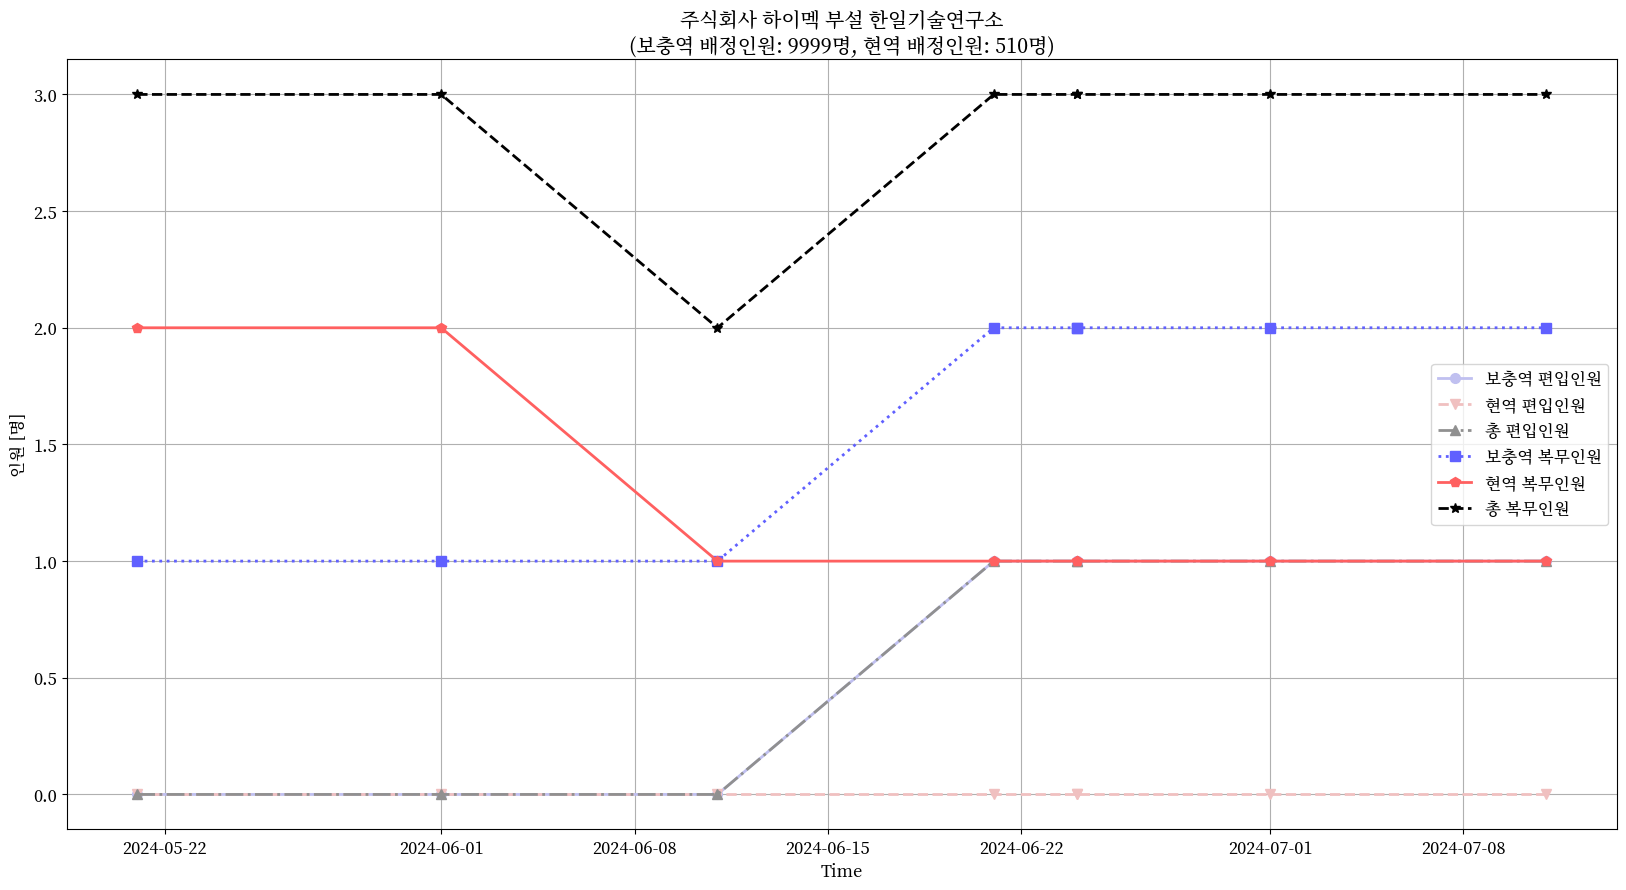 주식회사 하이멕 부설 한일기술연구소
(보충역 배정인원: 9999명, 현역 배정인원: 510명)
3.0
2.5
2.0
1.5
1.0
0.5
0.0
인원 [명]
보충역 편입인원
현역 편입인원
총 편입인원
보충역 복무인원
현역 복무인원
총 복무인원
2024-05-22
2024-06-01
2024-06-08
2024-06-15
2024-06-22
2024-07-01
2024-07-08
Time